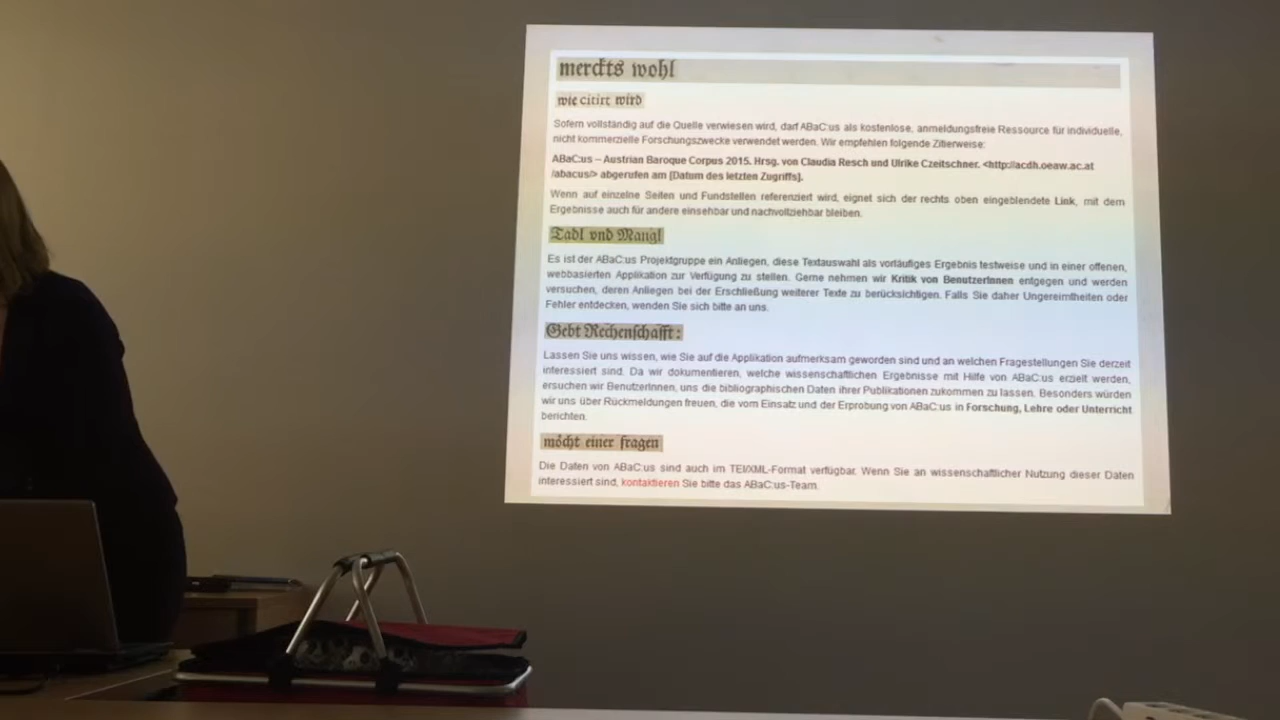 merckts wohl
wie citirt wird
Sofern vollständig auf die Quelle verwiesen wird, darf ABaC:us als kostenlose, anmeldungsfreie Ressource für individuelle,
nicht kommerzielle Forschungszwecke verwendet werden. Wir empfehlen folgende Zitierweise:
ABaC:us – Austrian Baroque Corpus 2015. Hrsg. von Claudia Resch und Ulrike Czeitschner. <http://acdh.oeaw.ac.at
/abacus/> abgerufen am [Datum des letzten Zugriffs].
Wenn auf einzelne Seiten und Fundstellen referenziert wird, eignet sich der rechts oben eingeblendete Link, mit dem
Ergebnisse auch für andere einsehbar und nachvollziehbar bleiben.
Tadl vnd Mangl
Es ist der ABaC:us Projektgruppe ein Anliegen, diese Textauswahl als vorläufiges Ergebnis testweise und in einer offenen,
webbasierten Applikation zur Verfügung zu stellen. Gerne nehmen wir Kritik von BenutzerInnen entgegen und werden
versuchen, deren Anliegen bei der Erschließung weiterer Texte zu berücksichtigen. Falls Sie daher Ungereimtheiten oder
Fehler entdecken, wenden Sie sich bitte an uns.
Gebt Rechenschafft:
Lassen Sie uns wissen, wie Sie auf die Applikation aufmerksam geworden sind und an welchen Fragestellungen Sie derzeit
interessiert sind. Da wir dokumentieren, welche wissenschaftlichen Ergebnisse mit Hilfe von ABaC:us erzielt werden,
ersuchen wir BenutzerInnen, uns die bibliographischen Daten ihrer Publikationen zukommen zu lassen. Besonders würden
wir uns über Rückmeldungen freuen, die vom Einsatz und der Erprobung von ABaC:us in Forschung, Lehre oder Unterricht
berichten.
möcht einer fragen
Die Daten von ABaC:us sind auch im TEI/XML-Format verfügbar. Wenn Sie an wissenschaftlicher Nutzung dieser Daten
interessiert sind, kontaktieren Sie bitte das ABaC:us-Team.